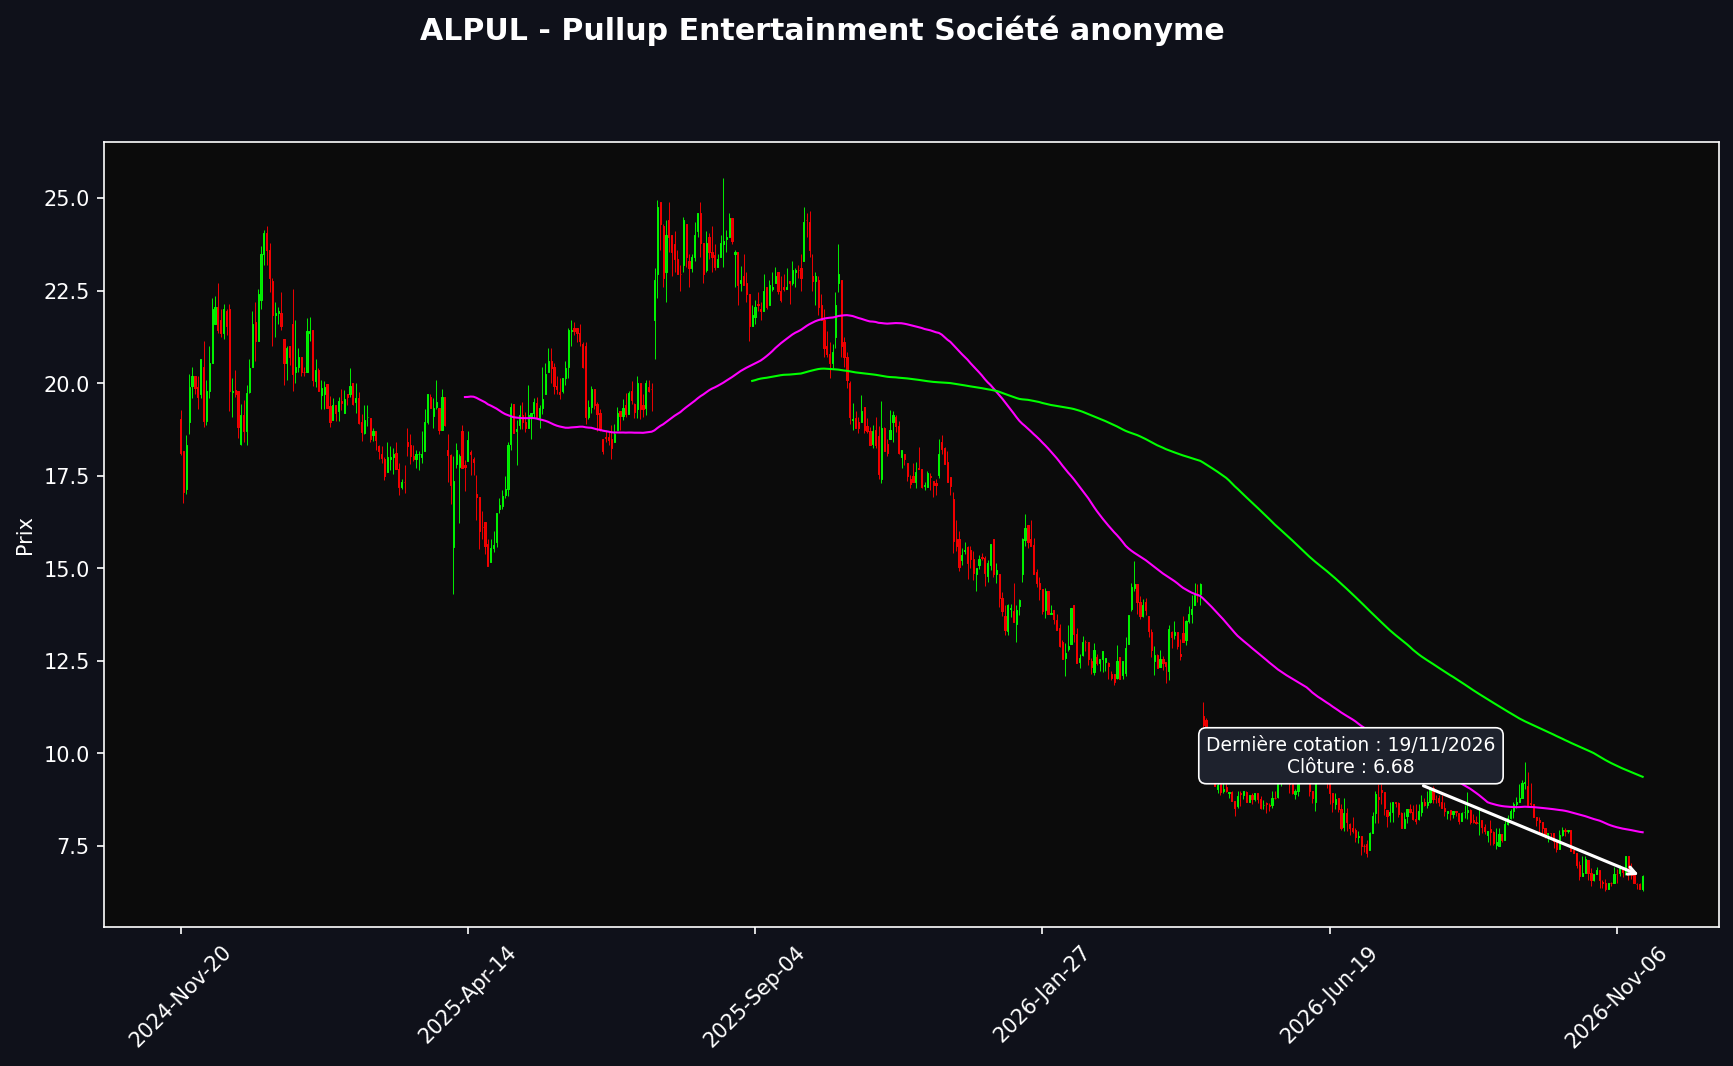 ALPUL - Pullup Entertainment Société anonyme
25.0
22.5
20.0
17.5
15.0
12.5
10.0
7.5
Prix
Dernière cotation : 19/11/2026
Clôture : 6.68
2024-Nov-20
2025-Apr-14
2025-Sep-04
2026-Jan-27
2026-Jun-19
2026-Nov-06